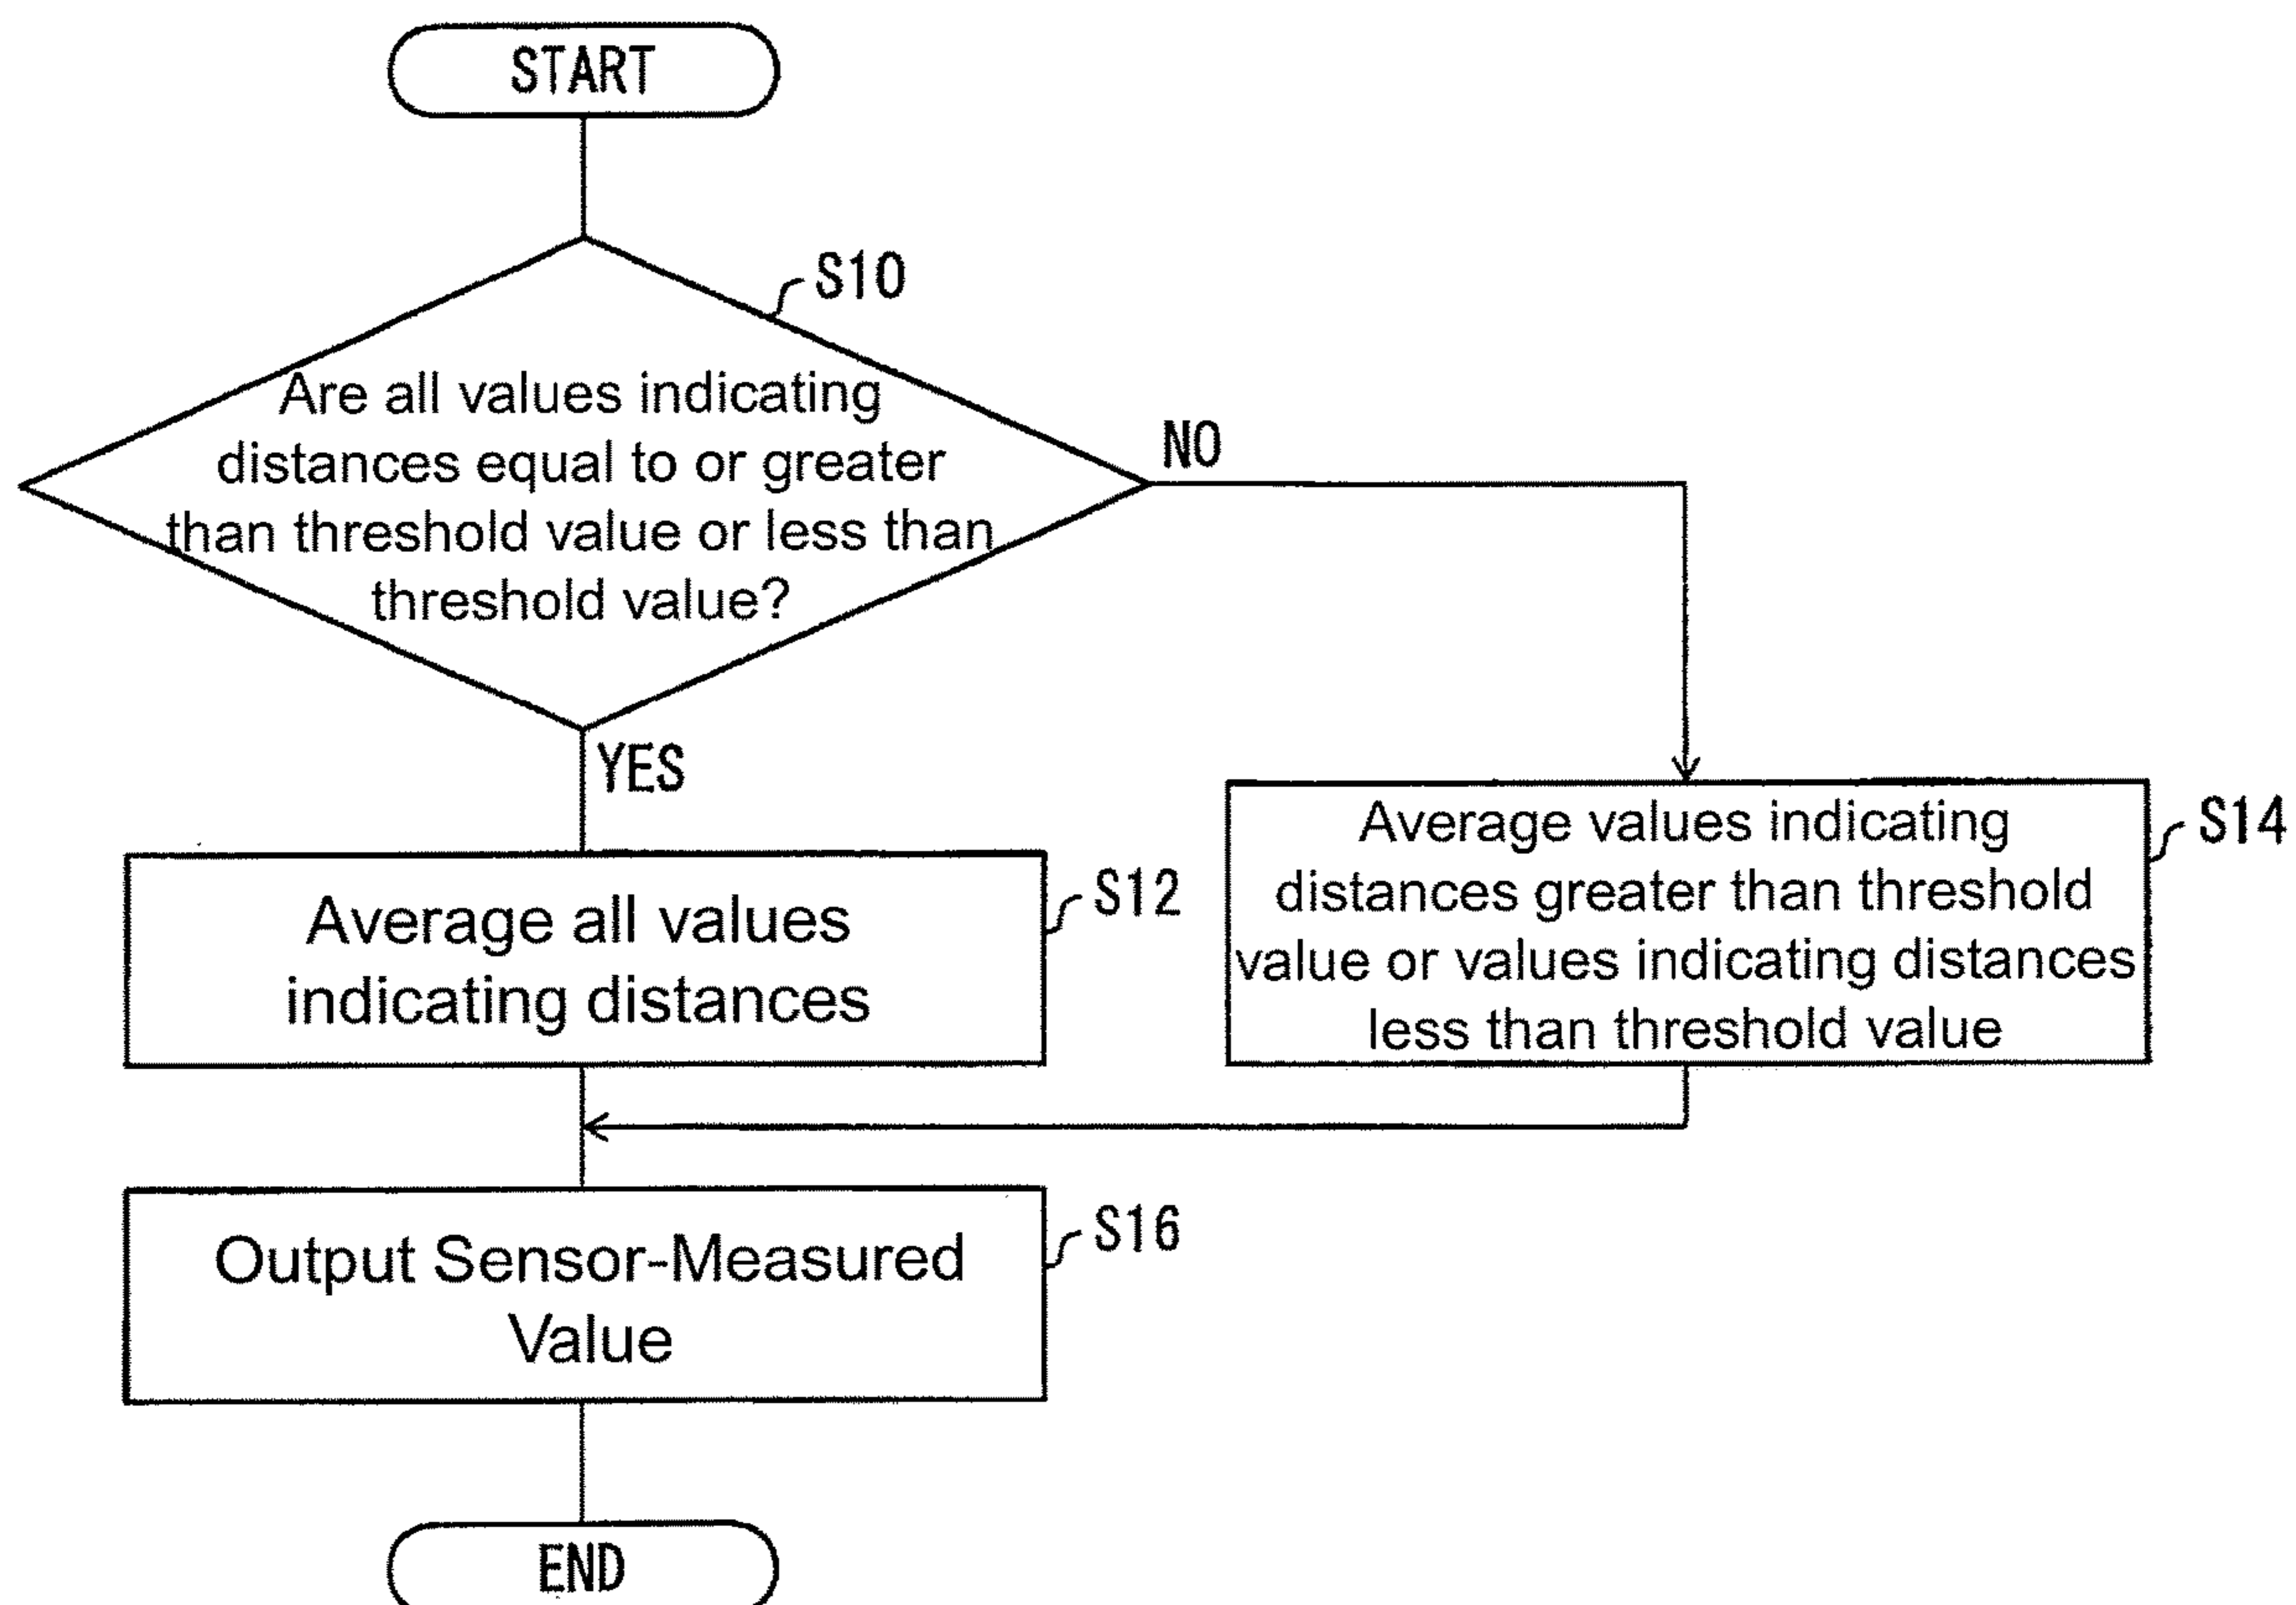 START
S10
Are all values indicating
distances equal to or greater
than threshold value or less than
threshold value?
NO
YES
Average all values
indicating distances
S12
Average values indicating
distances greater than threshold
value or values indicating distances
less than threshold value
S14
Output Sensor-Measured
Value
S16
END